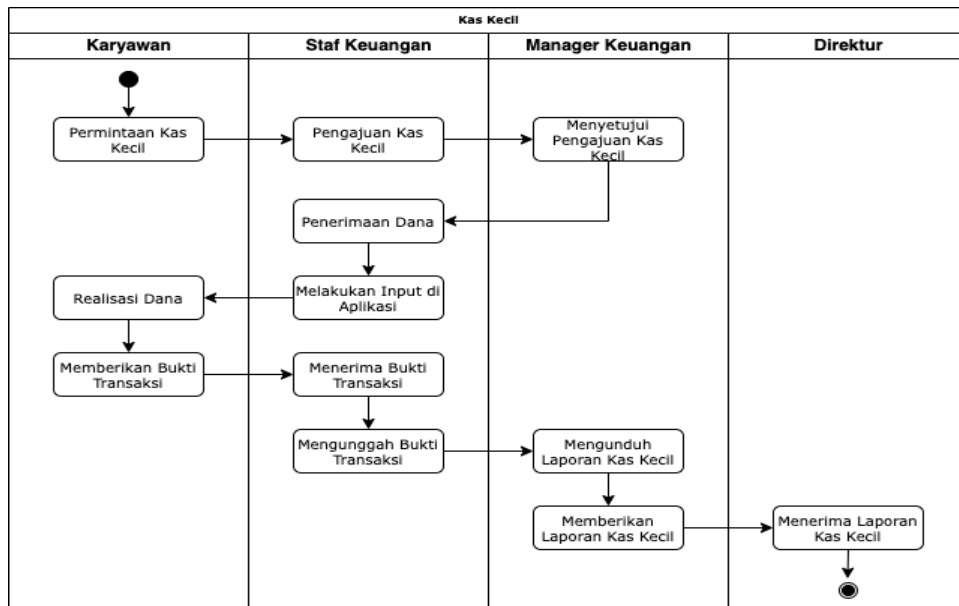 Kas Kecil
Karyawan
Staf Keuangan
Manager Keuangan
Direktur
Permintaan Kas
Kecil
Pengajuan Kas
Kecil
Menyetujui
Pengajuan Kas
Kecil
Penerimaan Dana
Melakukan Input di
Aplikasi
Realisasi Dana
Memberikan Bukti
Transaksi
Menerima Bukti
Transaksi
Mengunggah Bukti
Transaksi
Mengunduh
Laporan Kas Kecil
Memberikan
Laporan Kas Kecil
Menerima Laporan
Kas Kecil